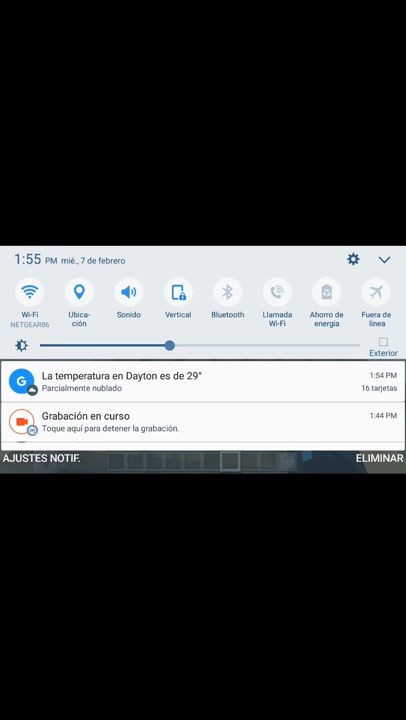 1:55 PM mié., 7 de febrero
Wi-Fi
NETGEAR86
Ubica-
ción
Sonido
Vertical
Bluetooth
Llamada
Wi-Fi
Ahorro de
energía
Fuera de
línea
Exterior
La temperatura en Dayton es de 29°
1:54 PM
Parcialmente nublado
16 tarjetas
Grabación en curso
1:44 PM
Toque aquí para detener la grabación.
AJUSTES NOTIF.
ELIMINAR